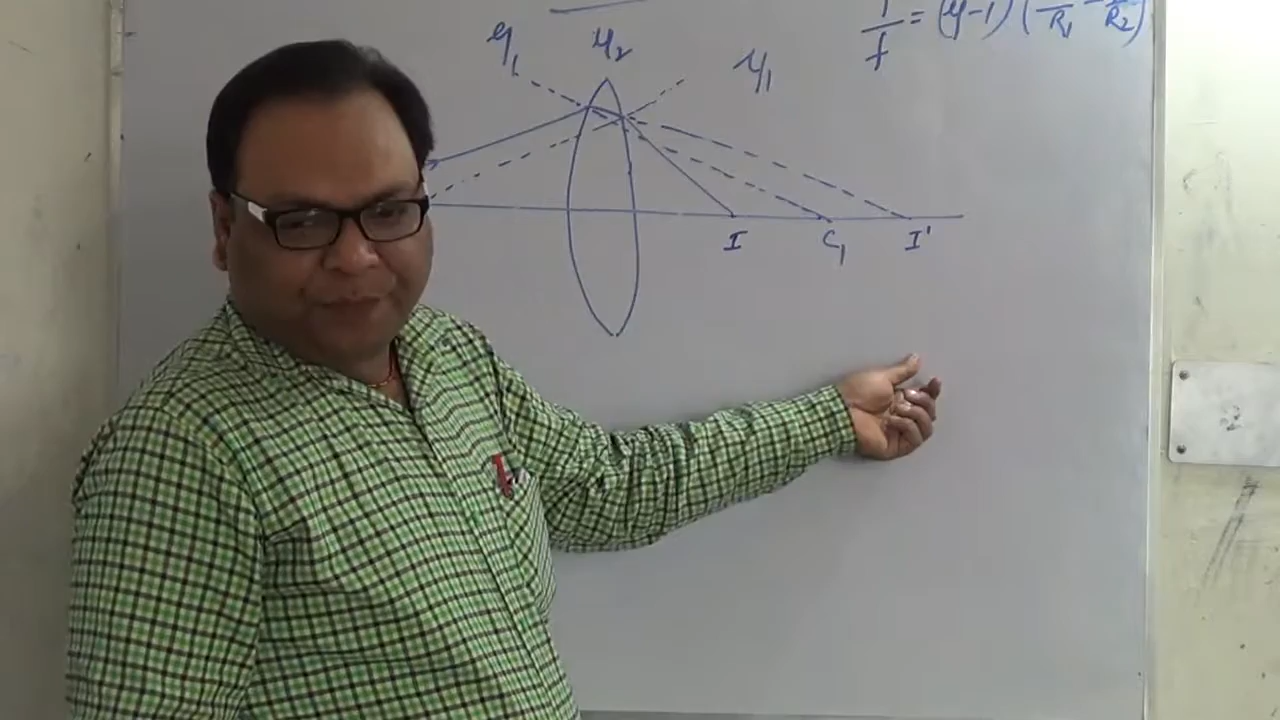 1/f = (μ-1) (1/R₁ - 1/R₂)
μ₁ μ₂ μ₁
I C₁ I'